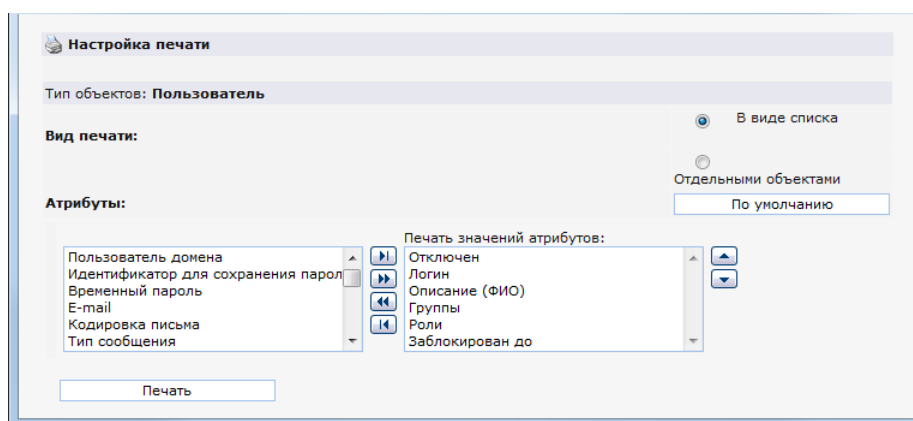 Настройка печати
Тип объектов: Пользователь
Вид печати:
В виде списка
Отдельными объектами
Атрибуты:
По умолчанию
Печать значений атрибутов:
Пользователь домена
Идентификатор для сохранения парол
Временный пароль
E-mail
Кодировка письма
Тип сообщения
Отключен
Логин
Описание (ФИО)
Группы
Роли
Заблокирован до
Печать